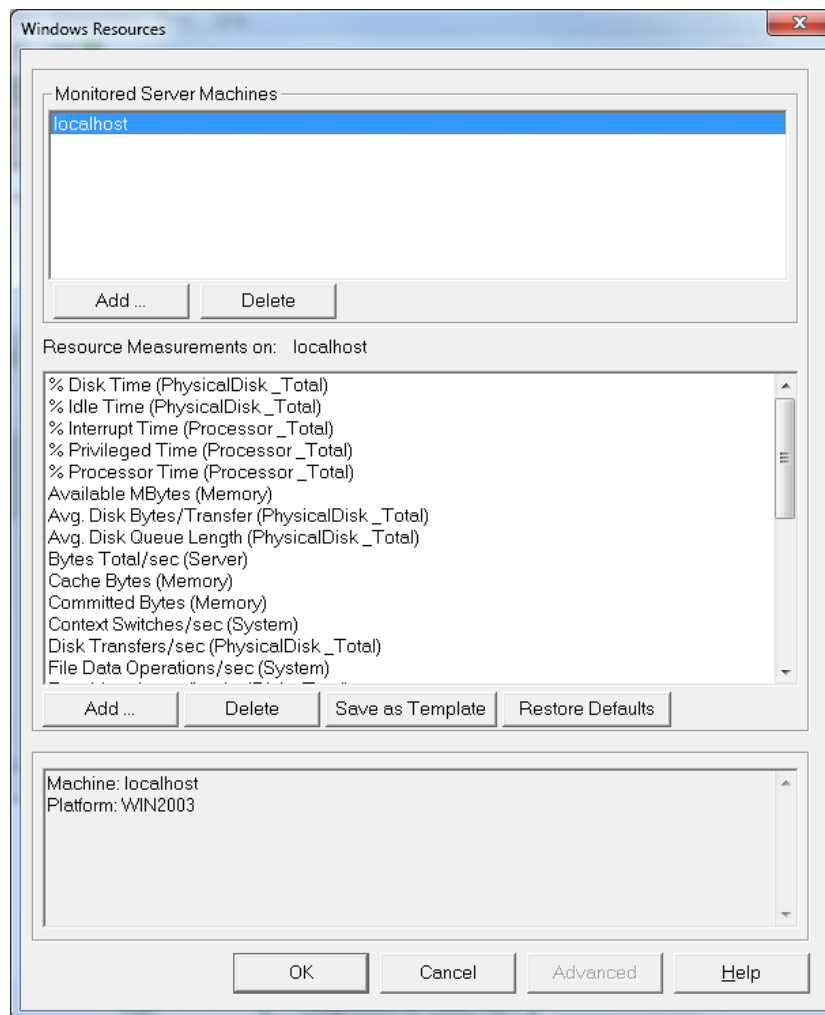 Windows Resources
Monitored Server Machines
localhost
Add ... Delete
Resource Measurements on: localhost
% Disk Time (PhysicalDisk _Total)
% Idle Time (PhysicalDisk _Total)
% Interrupt Time (Processor _Total)
% Privileged Time (Processor _Total)
% Processor Time (Processor _Total)
Available MBytes (Memory)
Avg. Disk Bytes/Transfer (PhysicalDisk _Total)
Avg. Disk Queue Length (PhysicalDisk _Total)
Bytes Total/sec (Server)
Cache Bytes (Memory)
Committed Bytes (Memory)
Context Switches/sec (System)
Disk Transfers/sec (PhysicalDisk _Total)
File Data Operations/sec (System)
Add ... Delete Save as Template Restore Defaults
Machine: localhost
Platform: WIN2003
OK Cancel Advanced Help